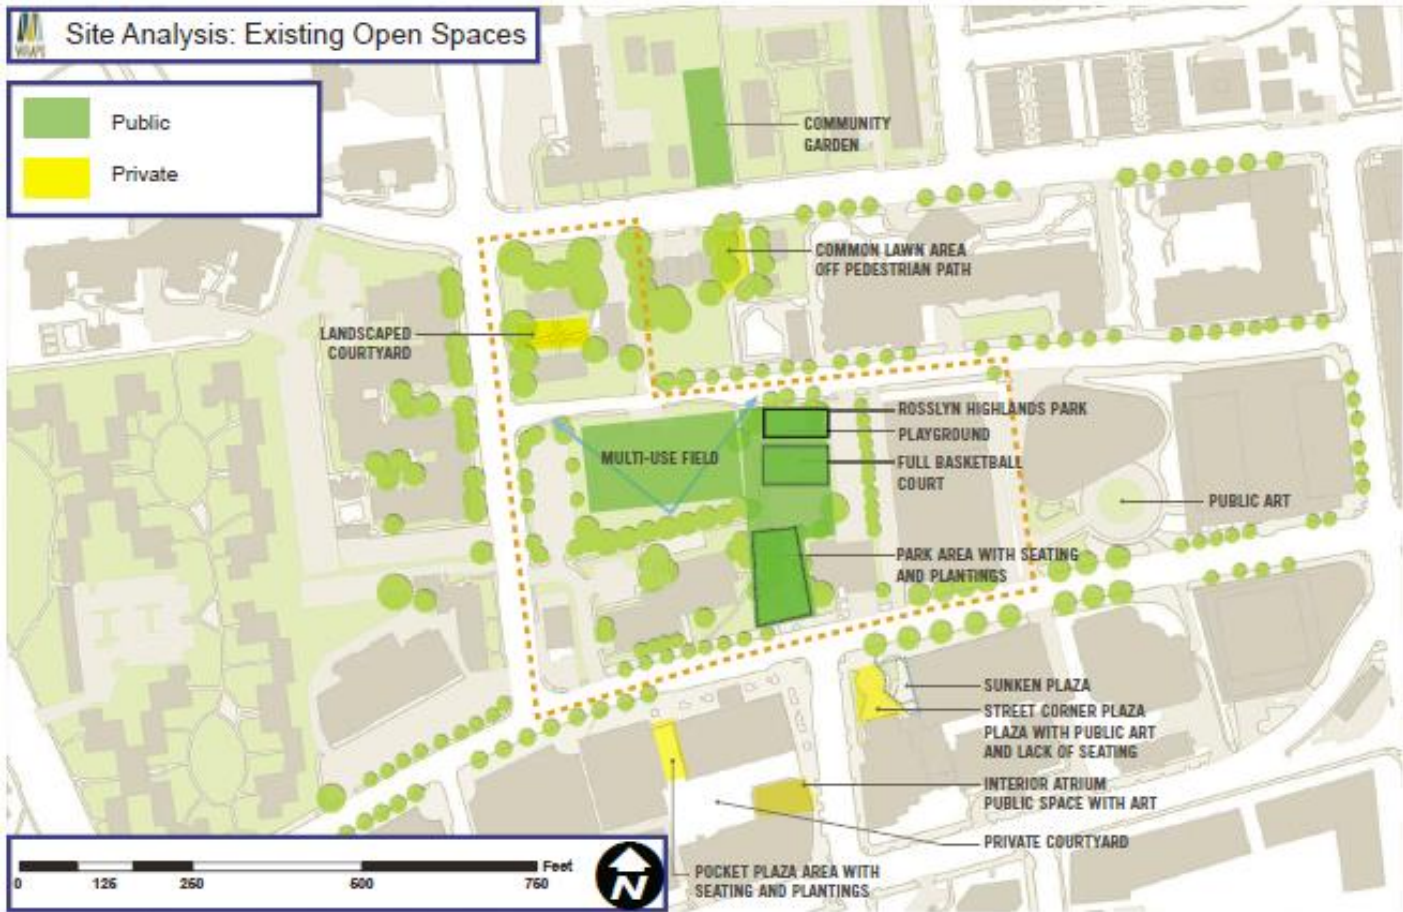 Site Analysis: Existing Open Spaces
Public
Private
COMMUNITY
GARDEN
COMMON LAWN AREA
OFF PEDESTRIAN PATH
LANDSCAPED
COURTYARD
ROSSLYN HIGHLANDS PARK
PLAYGROUND
MULTI-USE FIELD
FULL BASKETBALL
COURT
PUBLIC ART
PARK AREA WITH SEATING
AND PLANTINGS
SUNKEN PLAZA
STREET CORNER PLAZA
PLAZA WITH PUBLIC ART
AND LACK OF SEATING
INTERIOR ATRIUM
PUBLIC SPACE WITH ART
PRIVATE COURTYARD
POCKET PLAZA AREA WITH
SEATING AND PLANTINGS
Feet
0 125 250 500 750
N